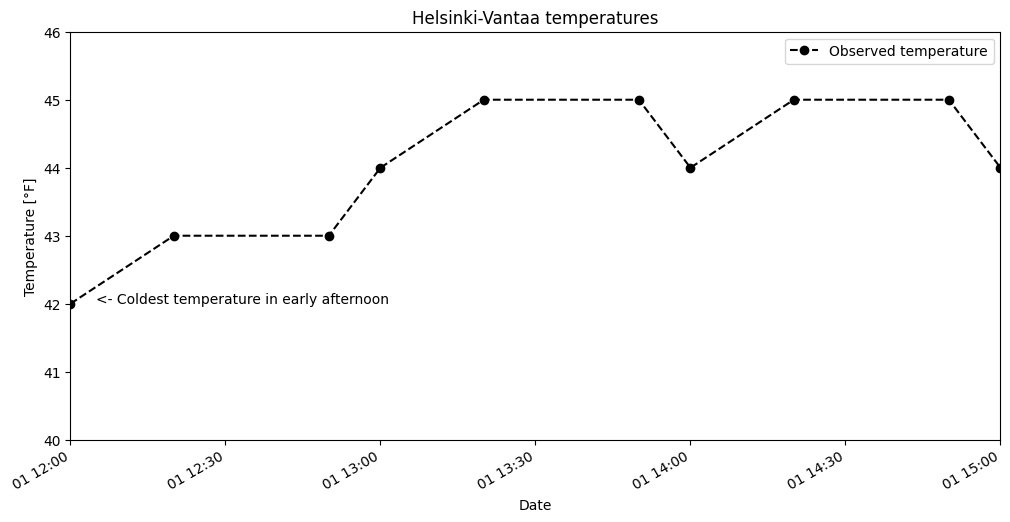 Helsinki-Vantaa temperatures
46
Observed temperature
45
44
43
42
<- Coldest temperature in early afternoon
41
40
Temperature [°F]
01 12:00
01 12:30
01 13:00
01 13:30
01 14:00
01 14:30
01 15:00
Date